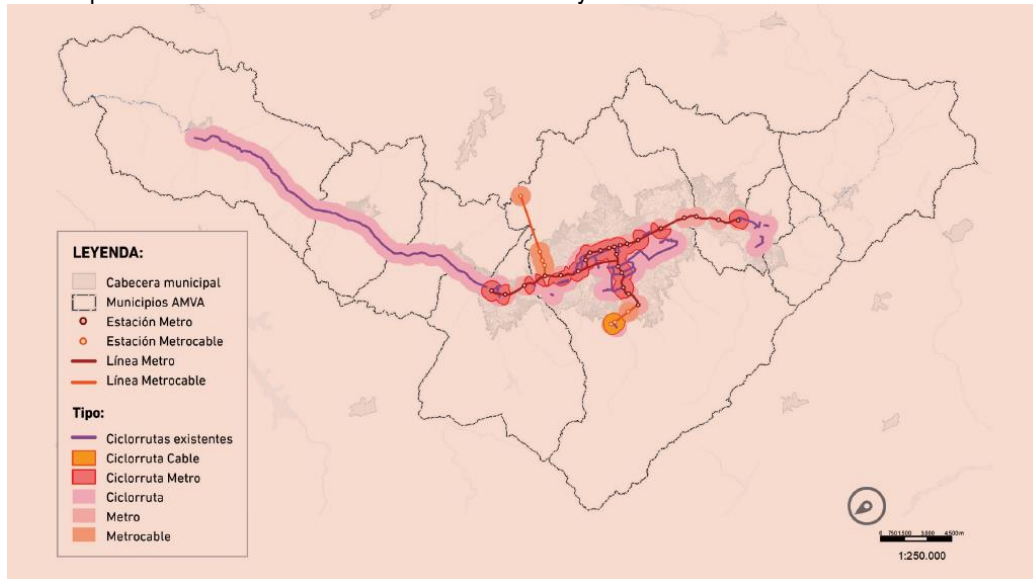 LEYENDA:
Cabecera municipal
Municipios AMVA
Estación Metro
Estación Metrocable
Línea Metro
Línea Metrocable
Tipo:
Ciclorrutas existentes
Ciclorruta Cable
Ciclorruta Metro
Ciclorruta
Metro
Metrocable
1:250.000